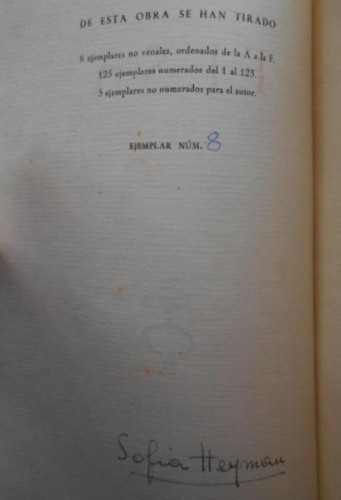 DE ESTA OBRA SE HAN TIRADO
6 ejemplares no venales, ordenados de la A a la F.
125 ejemplares numerados del 1 al 125.
5 ejemplares no numerados para el autor.
EJEMPLAR NÚM. 8
Sofia Heyman